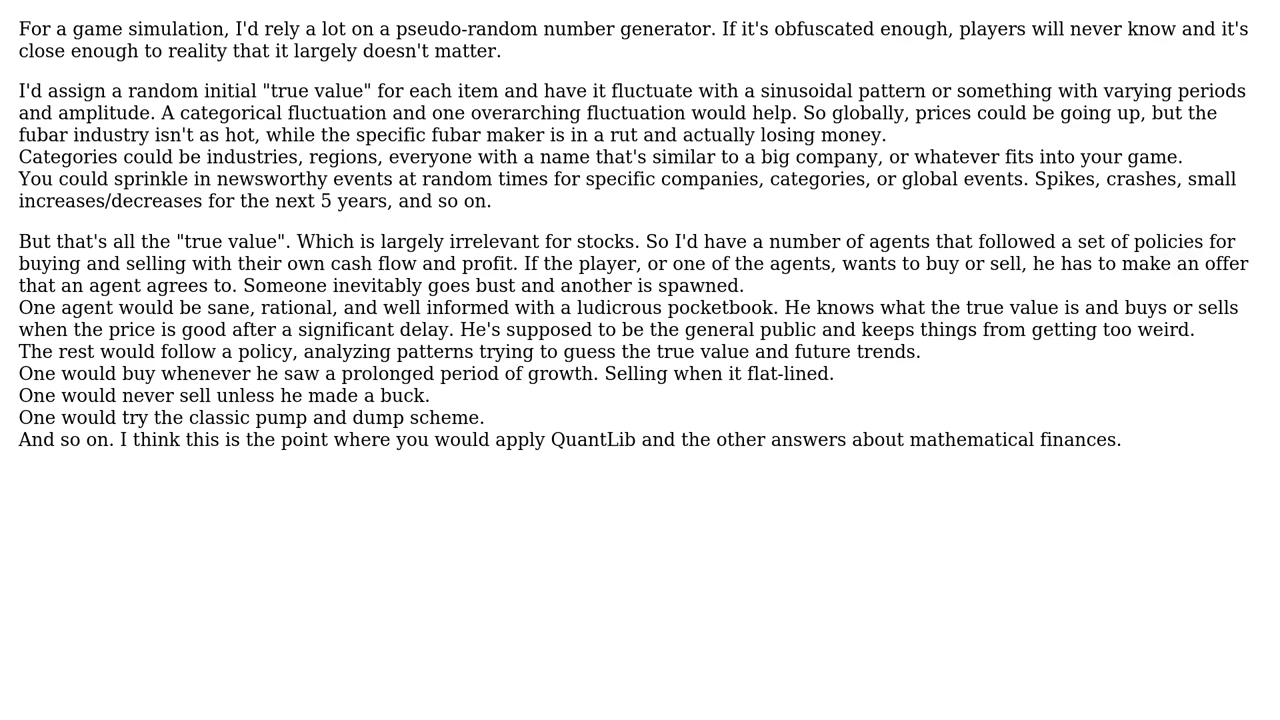 For a game simulation, I'd rely a lot on a pseudo-random number generator. If it's obfuscated enough, players will never know and it's
close enough to reality that it largely doesn't matter.
I'd assign a random initial "true value" for each item and have it fluctuate with a sinusoidal pattern or something with varying periods
and amplitude. A categorical fluctuation and one overarching fluctuation would help. So globally, prices could be going up, but the
fubar industry isn't as hot, while the specific fubar maker is in a rut and actually losing money.
Categories could be industries, regions, everyone with a name that's similar to a big company, or whatever fits into your game.
You could sprinkle in newsworthy events at random times for specific companies, categories, or global events. Spikes, crashes, small
increases/decreases for the next 5 years, and so on.
But that's all the "true value". Which is largely irrelevant for stocks. So I'd have a number of agents that followed a set of policies for
buying and selling with their own cash flow and profit. If the player, or one of the agents, wants to buy or sell, he has to make an offer
that an agent agrees to. Someone inevitably goes bust and another is spawned.
One agent would be sane, rational, and well informed with a ludicrous pocketbook. He knows what the true value is and buys or sells
when the price is good after a significant delay. He's supposed to be the general public and keeps things from getting too weird.
The rest would follow a policy, analyzing patterns trying to guess the true value and future trends.
One would buy whenever he saw a prolonged period of growth. Selling when it flat-lined.
One would never sell unless he made a buck.
One would try the classic pump and dump scheme.
And so on. I think this is the point where you would apply QuantLib and the other answers about mathematical finances.